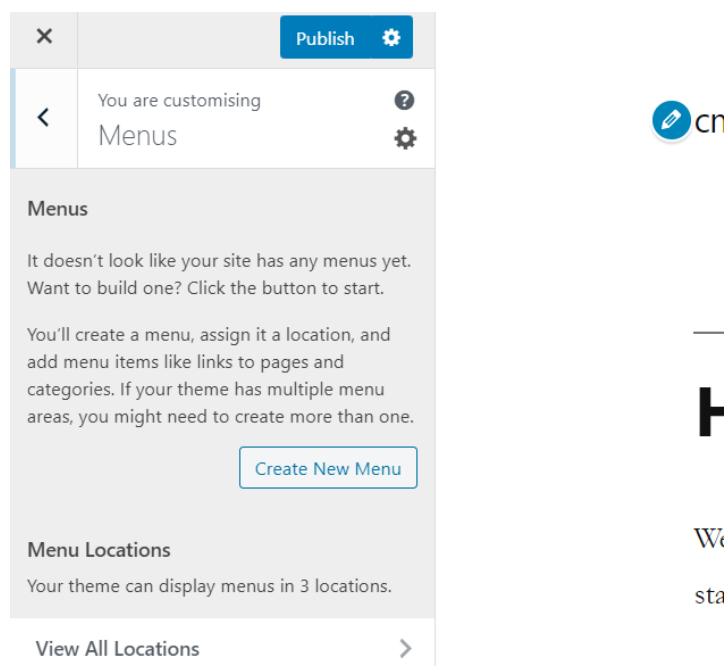 Publish
You are customising
Menus
Menus
It doesn't look like your site has any menus yet.
Want to build one? Click the button to start.
You'll create a menu, assign it a location, and
add menu items like links to pages and
categories. If your theme has multiple menu
areas, you might need to create more than one.
Create New Menu
Menu Locations
Your theme can display menus in 3 locations.
View All Locations
cn
H
We
sta